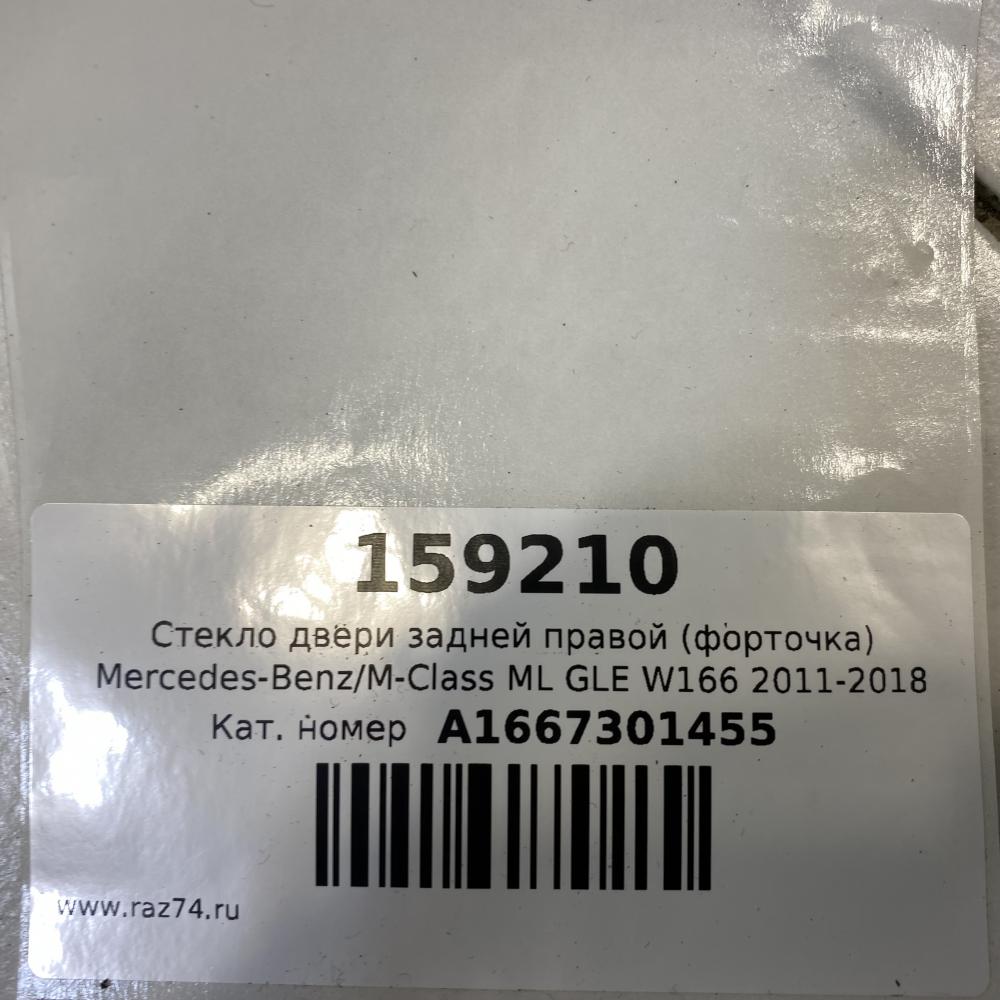 159210
Стекло двери задней правой (форточка)
Mercedes-Benz/M-Class ML GLE W166 2011-2018
Кат. номер A1667301455
www.raz74.ru